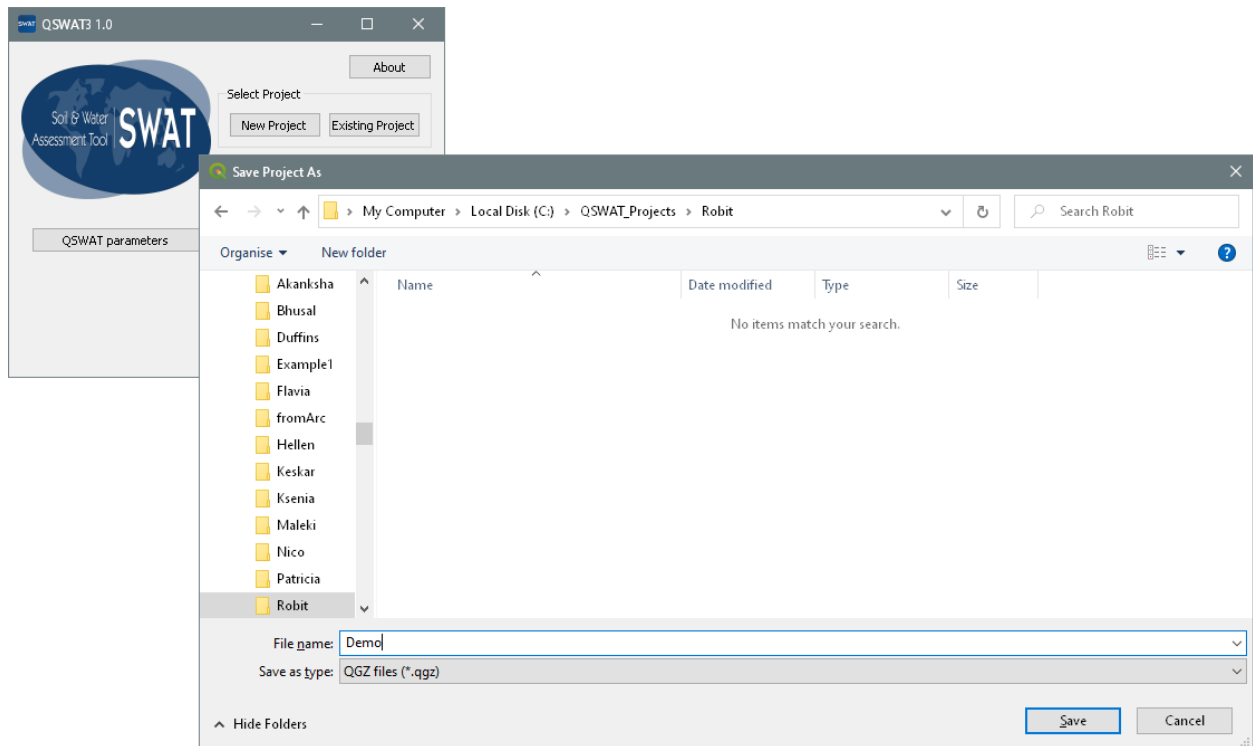 SWAT QSWAT3 1.0
About
Select Project
New Project Existing Project
Soil & Water
Assessment Tool SWAT
QSWAT parameters
Save Project As
My Computer > Local Disk (C:) > QSWAT_Projects > Robit
Search Robit
Organise New folder
Name Date modified Type Size
No items match your search.
Akanksha
Bhusal
Duffins
Example1
Flavia
fromArc
Hellen
Keskar
Ksenia
Maleki
Nico
Patricia
Robit
File name: Demo
Save as type: QGZ files (*.qgz)
Hide Folders
Save Cancel